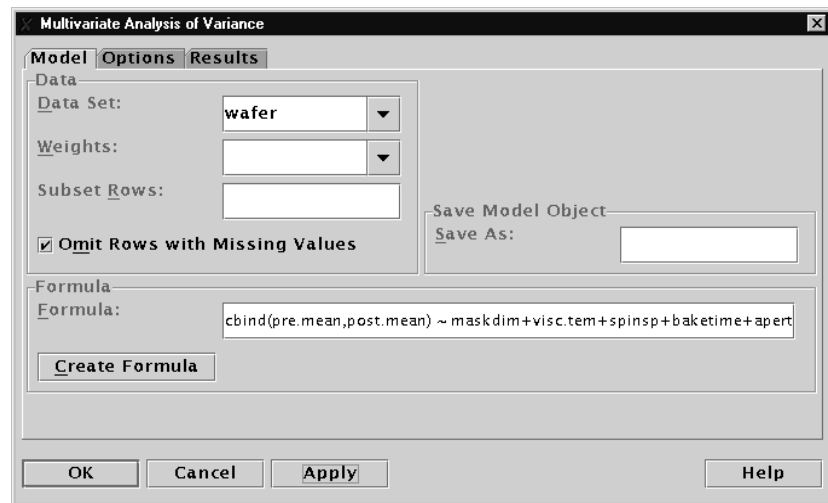 Multivariate Analysis of Variance
Model Options Results
Data
Data Set:
wafer
Weights:
Subset Rows:
Omit Rows with Missing Values
Save Model Object
Save As:
Formula
Formula:
cbind(pre.mean,post.mean) ~ maskdim+visc.tem+spinsp+baketime+apert
Create Formula
OK Cancel Apply Help